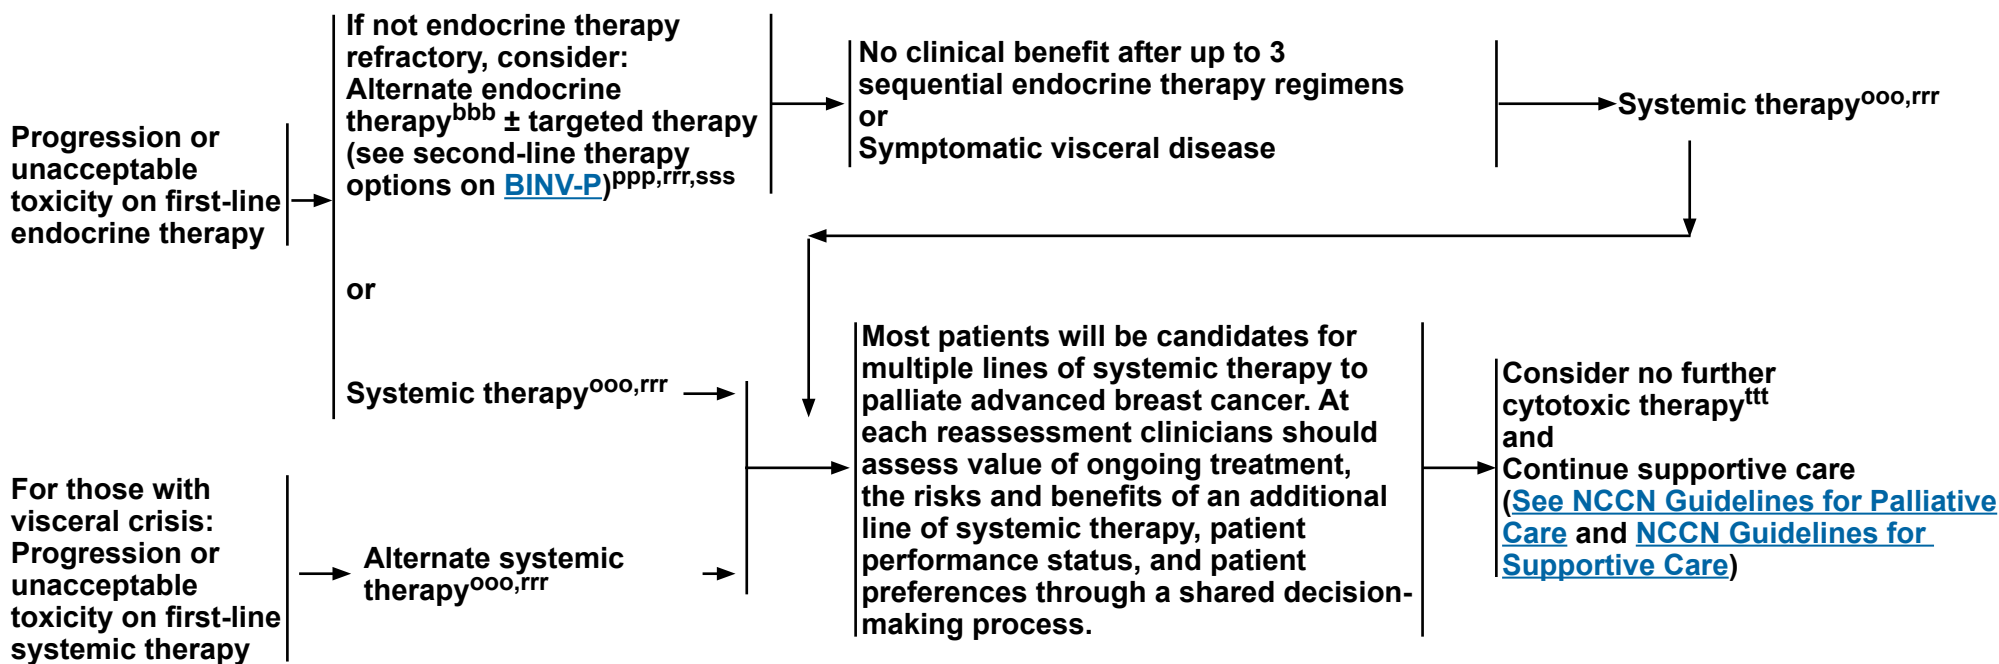 Progression or
unacceptable
toxicity on first-line
endocrine therapy
If not endocrine therapy
refractory, consider:
Alternate endocrine
therapybbb ± targeted therapy
(see second-line therapy
options on BINV-P)ppp,rrr,sss
or
Systemic therapyooo,rrr
No clinical benefit after up to 3
sequential endocrine therapy regimens
or
Symptomatic visceral disease
Systemic therapyooo,rrr
For those with
visceral crisis:
Progression or
unacceptable
toxicity on first-line
systemic therapy
Alternate systemic
therapyooo,rrr
Most patients will be candidates for
multiple lines of systemic therapy to
palliate advanced breast cancer. At
each reassessment clinicians should
assess value of ongoing treatment,
the risks and benefits of an additional
line of systemic therapy, patient
performance status, and patient
preferences through a shared decision-
making process.
Consider no further
cytotoxic therapyttt
and
Continue supportive care
(See NCCN Guidelines for Palliative
Care and NCCN Guidelines for
Supportive Care)